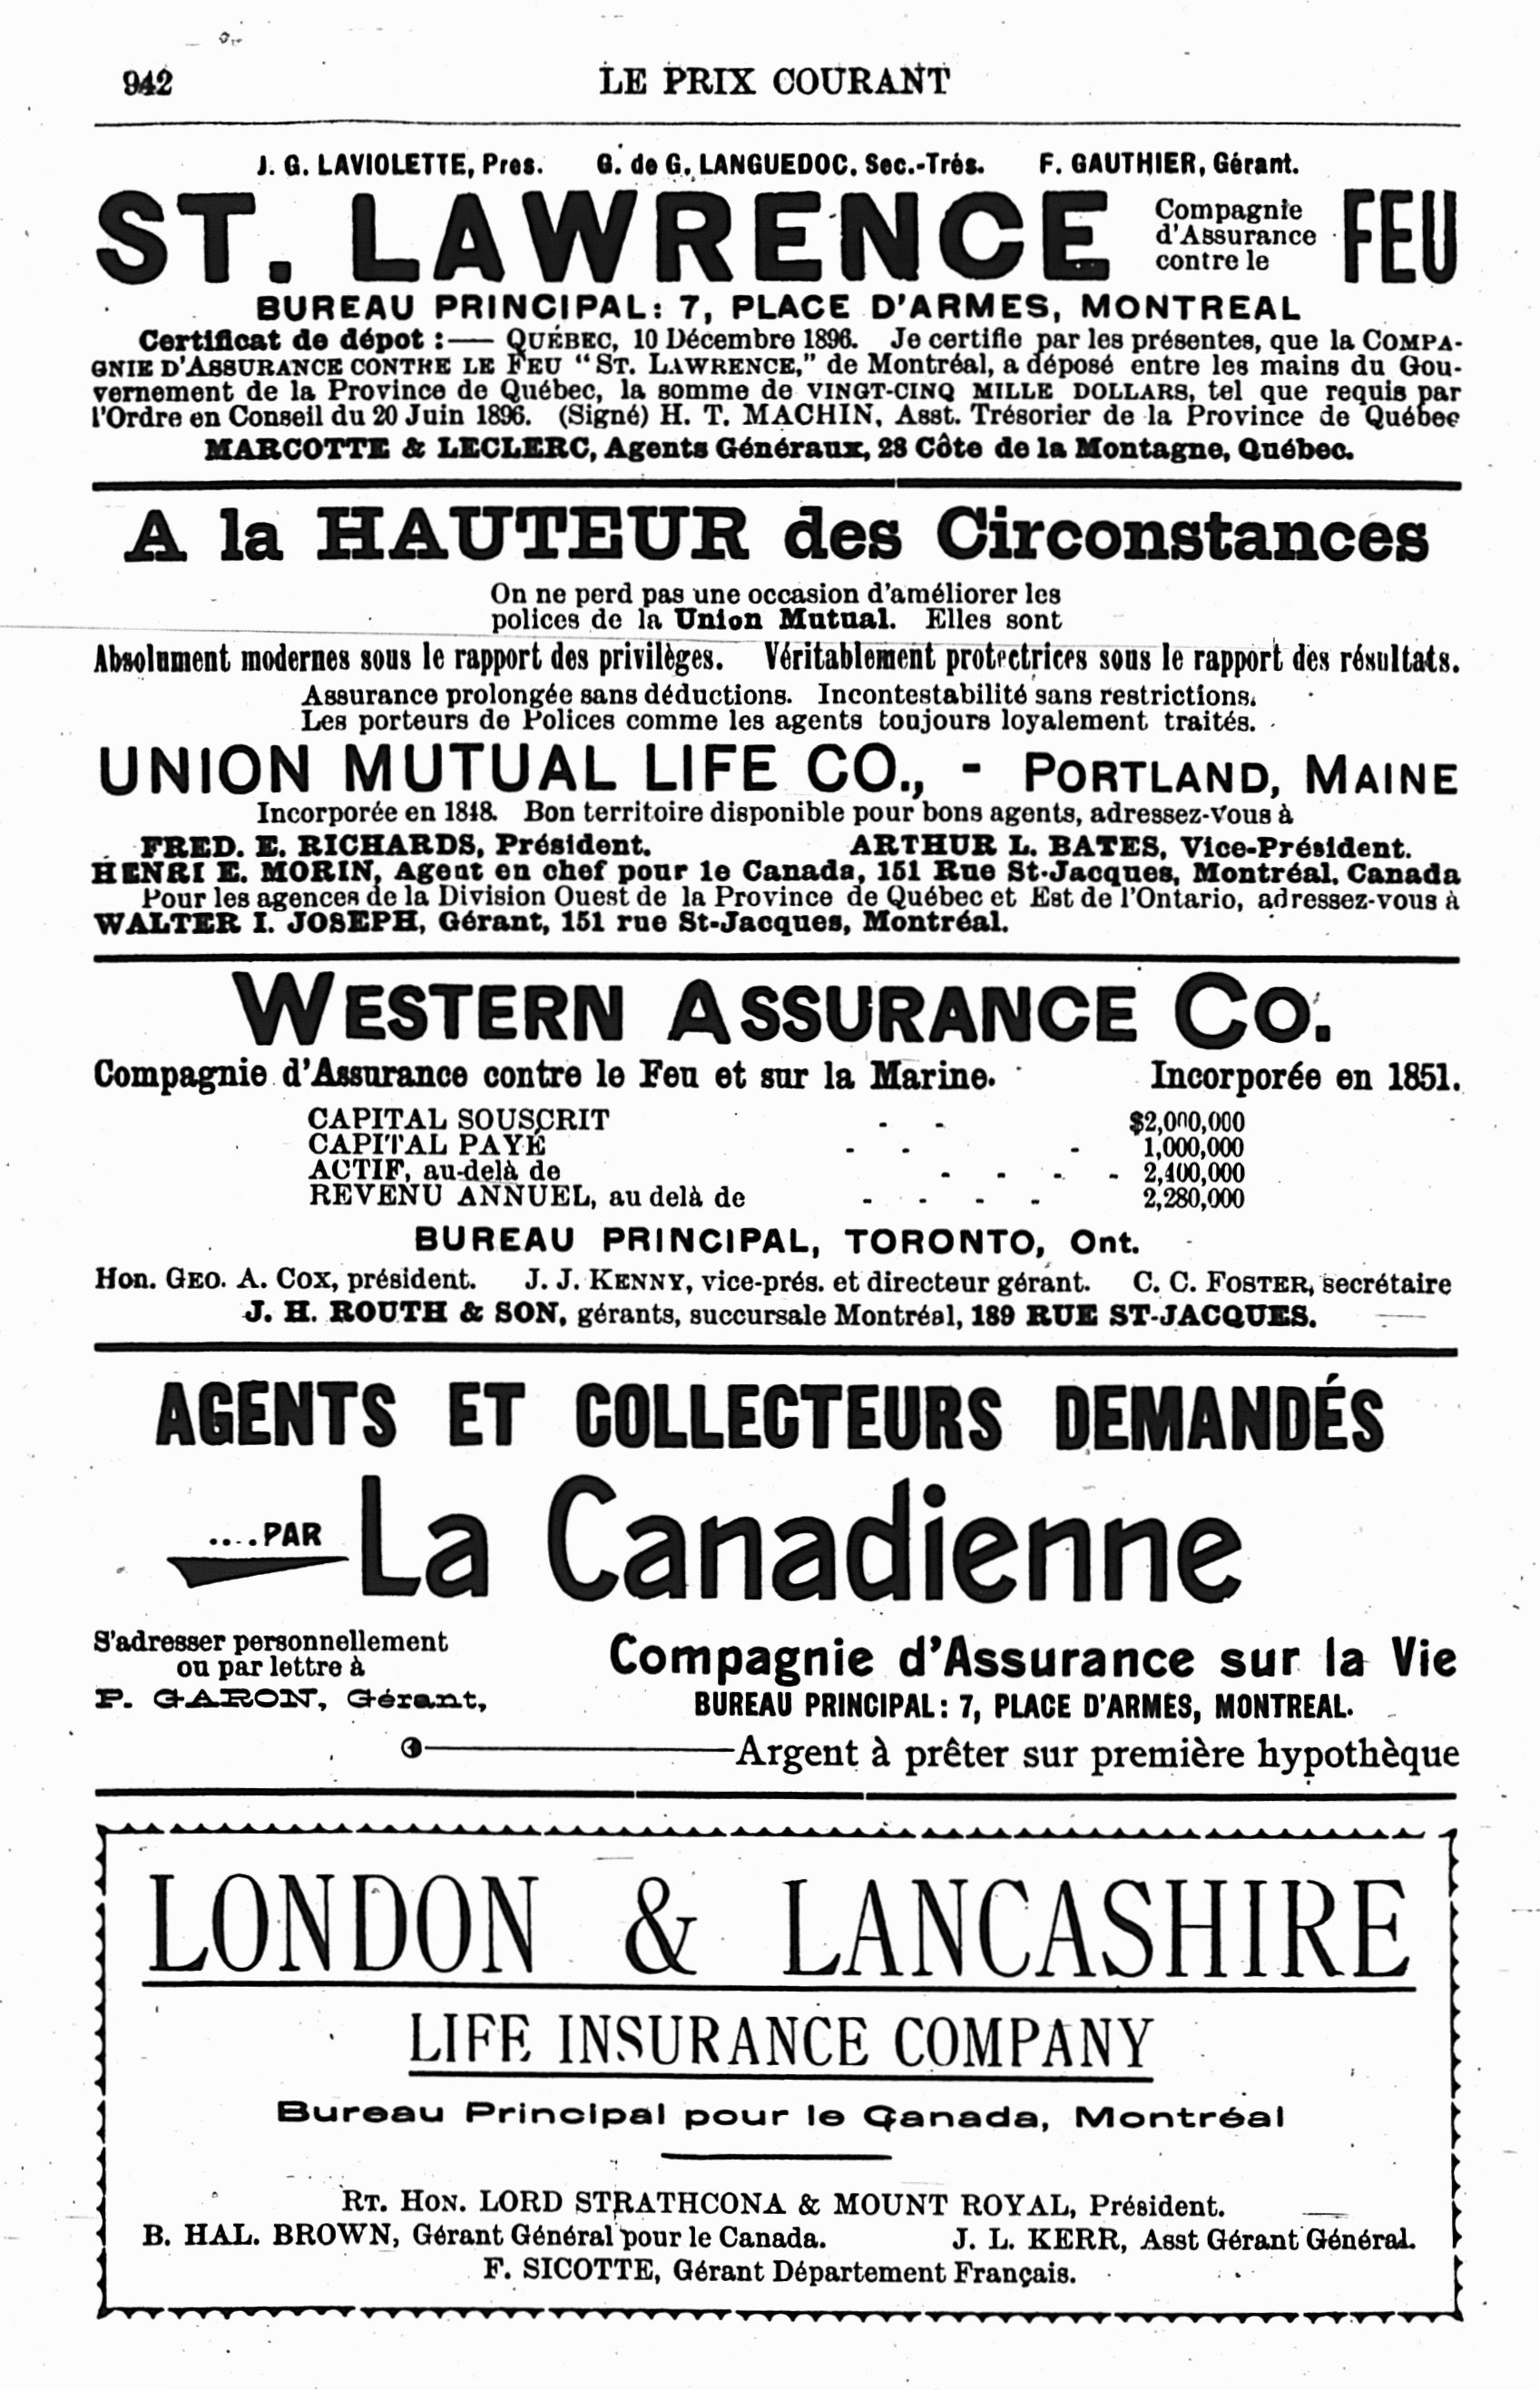 942
LE PRIX COURANT
J. G. LAVIOLETTE, Pres. G. de G. LANGUEDOC, Sec.-Trés. F. GAUTHIER, Gérant.
ST. LAWRENCE Compagnie d'Assurance contre le FEU
BUREAU PRINCIPAL: 7, PLACE D'ARMES, MONTREAL
Certificat de dépot :— QUÉBEC, 10 Décembre 1896. Je certifie par les présentes, que la COMPA-
GNIE D'ASSURANCE CONTRE LE FEU "ST. LAWRENCE," de Montréal, a déposé entre les mains du Gou-
vernement de la Province de Québec, la somme de VINGT-CINQ MILLE DOLLARS, tel que requis par
l'Ordre en Conseil du 20 Juin 1896. (Signé) H. T. MACHIN, Asst. Trésorier de la Province de Québec
MARCOTTE & LECLERC, Agents Généraux, 28 Côte de la Montagne, Québec.
A la HAUTEUR des Circonstances
On ne perd pas une occasion d'améliorer les
polices de la Union Mutual. Elles sont
Absolument modernes sous le rapport des privilèges. Véritablement protectrices sous le rapport des résultats.
Assurance prolongée sans déductions. Incontestabilité sans restrictions.
Les porteurs de Polices comme les agents toujours loyalement traités.
UNION MUTUAL LIFE CO., - PORTLAND, MAINE
Incorporée en 1848. Bon territoire disponible pour bons agents, adressez-vous à
FRED. E. RICHARDS, Président. ARTHUR L. BATES, Vice-Président.
HENRI E. MORIN, Agent en chef pour le Canada, 151 Rue St-Jacques, Montréal, Canada
Pour les agences de la Division Ouest de la Province de Québec et Est de l'Ontario, adressez-vous à
WALTER I. JOSEPH, Gérant, 151 rue St-Jacques, Montréal.
WESTERN ASSURANCE CO.
Compagnie d'Assurance contre le Feu et sur la Marine. Incorporée en 1851.
CAPITAL SOUSCRIT - - $2,000,000
CAPITAL PAYÉ - - - 1,000,000
ACTIF, au-delà de - - - - 2,400,000
REVENU ANNUEL, au delà de - - - - 2,280,000
BUREAU PRINCIPAL, TORONTO, Ont.
Hon. GEO. A. COX, président. J. J. KENNY, vice-prés. et directeur gérant. C. C. FOSTER, secrétaire
J. H. ROUTH & SON, gérants, succursale Montréal, 189 RUE ST-JACQUES.
AGENTS ET COLLECTEURS DEMANDÉS
....PAR La Canadienne
S'adresser personnellement
ou par lettre à
P. GARON, Gérant,
Compagnie d'Assurance sur la Vie
BUREAU PRINCIPAL: 7, PLACE D'ARMES, MONTREAL.
Argent à prêter sur première hypothèque
LONDON & LANCASHIRE
LIFE INSURANCE COMPANY
Bureau Principal pour le Canada, Montréal
RT. HON. LORD STRATHCONA & MOUNT ROYAL, Président.
B. HAL. BROWN, Gérant Général pour le Canada. J. L. KERR, Asst Gérant Général.
F. SICOTTE, Gérant Département Français.